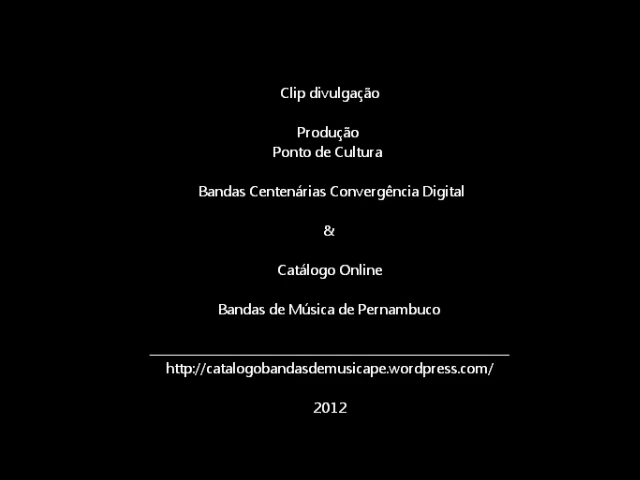 Clip divulgação
Produção
Ponto de Cultura
Bandas Centenárias Convergência Digital
&
Catálogo Online
Bandas de Música de Pernambuco
http://catalogobandasdemusicape.wordpress.com/
2012